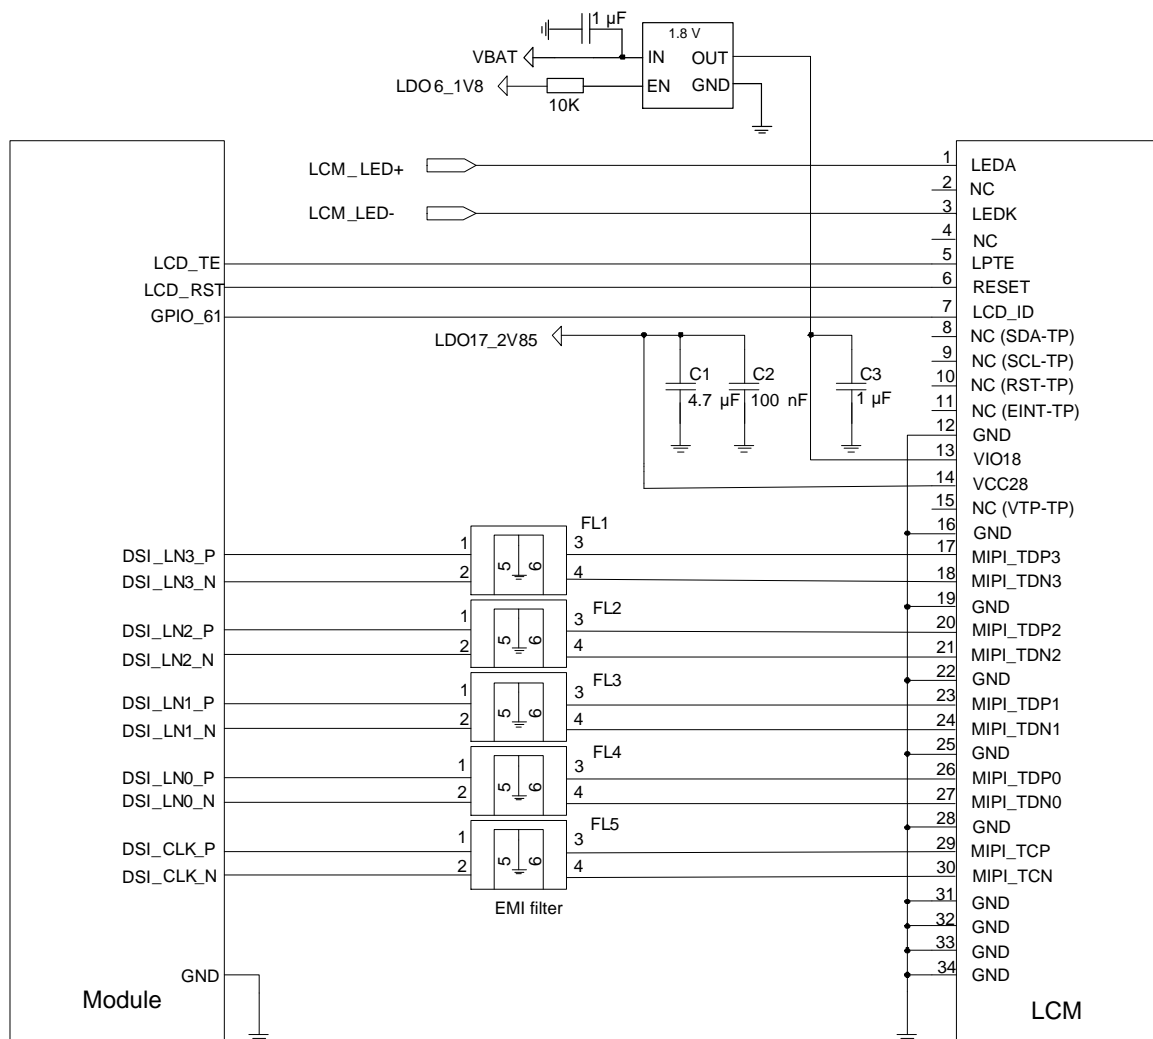 1 µF
1.8 V
VBAT
IN
OUT
LDO6_1V8
EN
GND
10K
LCM_LED+
1
LEDA
2
NC
LCM_LED-
3
LEDK
4
NC
LCD_TE
5
LPTE
LCD_RST
6
RESET
GPIO_61
7
LCD_ID
LDO17_2V85
8
NC (SDA-TP)
9
NC (SCL-TP)
C1
4.7 µF
C2
100 nF
C3
1 µF
10
NC (RST-TP)
11
NC (EINT-TP)
12
GND
13
VIO18
14
VCC28
15
NC (VTP-TP)
16
GND
FL1
DSI_LN3_P
1
3
17
MIPI_TDP3
5
6
DSI_LN3_N
2
4
18
MIPI_TDN3
19
GND
FL2
DSI_LN2_P
1
3
20
MIPI_TDP2
5
6
DSI_LN2_N
2
4
21
MIPI_TDN2
22
GND
FL3
DSI_LN1_P
1
3
23
MIPI_TDP1
5
6
DSI_LN1_N
2
4
24
MIPI_TDN1
25
GND
FL4
DSI_LN0_P
1
3
26
MIPI_TDP0
5
6
DSI_LN0_N
2
4
27
MIPI_TDN0
28
GND
FL5
DSI_CLK_P
1
3
29
MIPI_TCP
5
6
DSI_CLK_N
2
4
30
MIPI_TCN
EMI filter
31
GND
32
GND
33
GND
34
GND
GND
Module
LCM